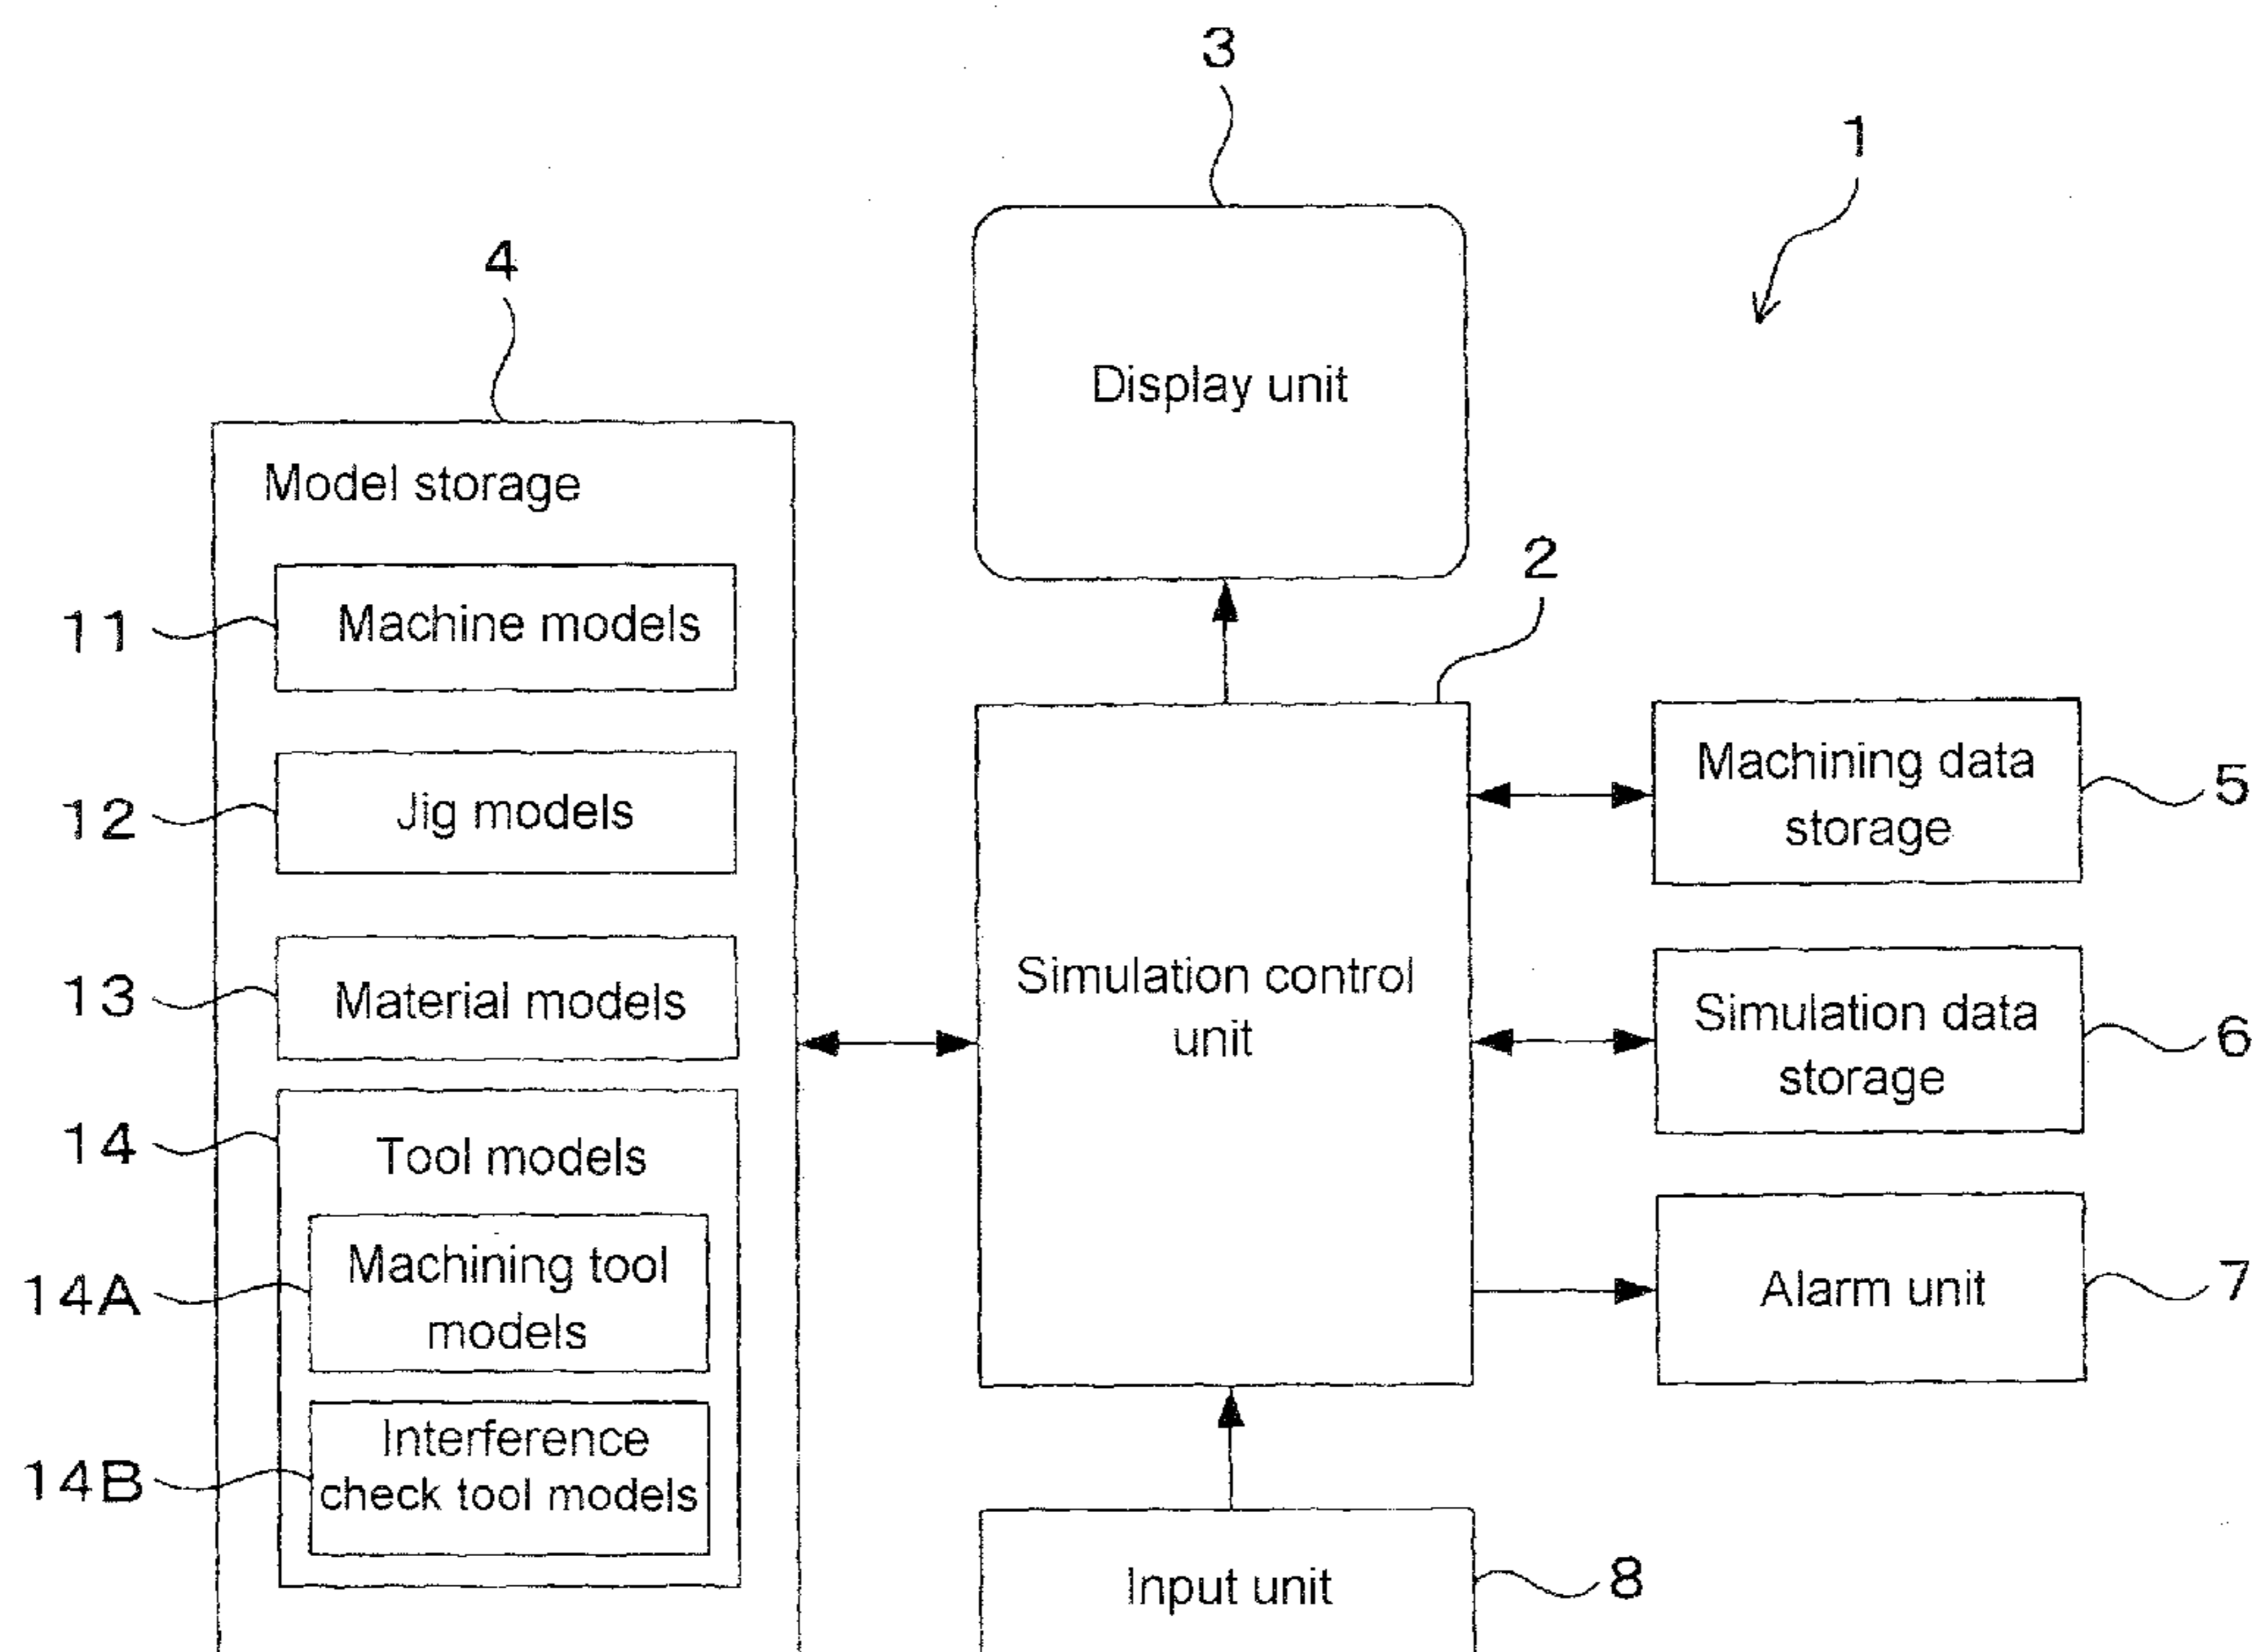 3
1
4
Display unit
Model storage
2
11
Machine models
Machining data
storage
5
12
Jig models
13
Material models
Simulation control
unit
Simulation data
storage
6
14
Tool models
14A
Machining tool
models
Alarm unit
7
14B
Interference
check tool models
Input unit
8